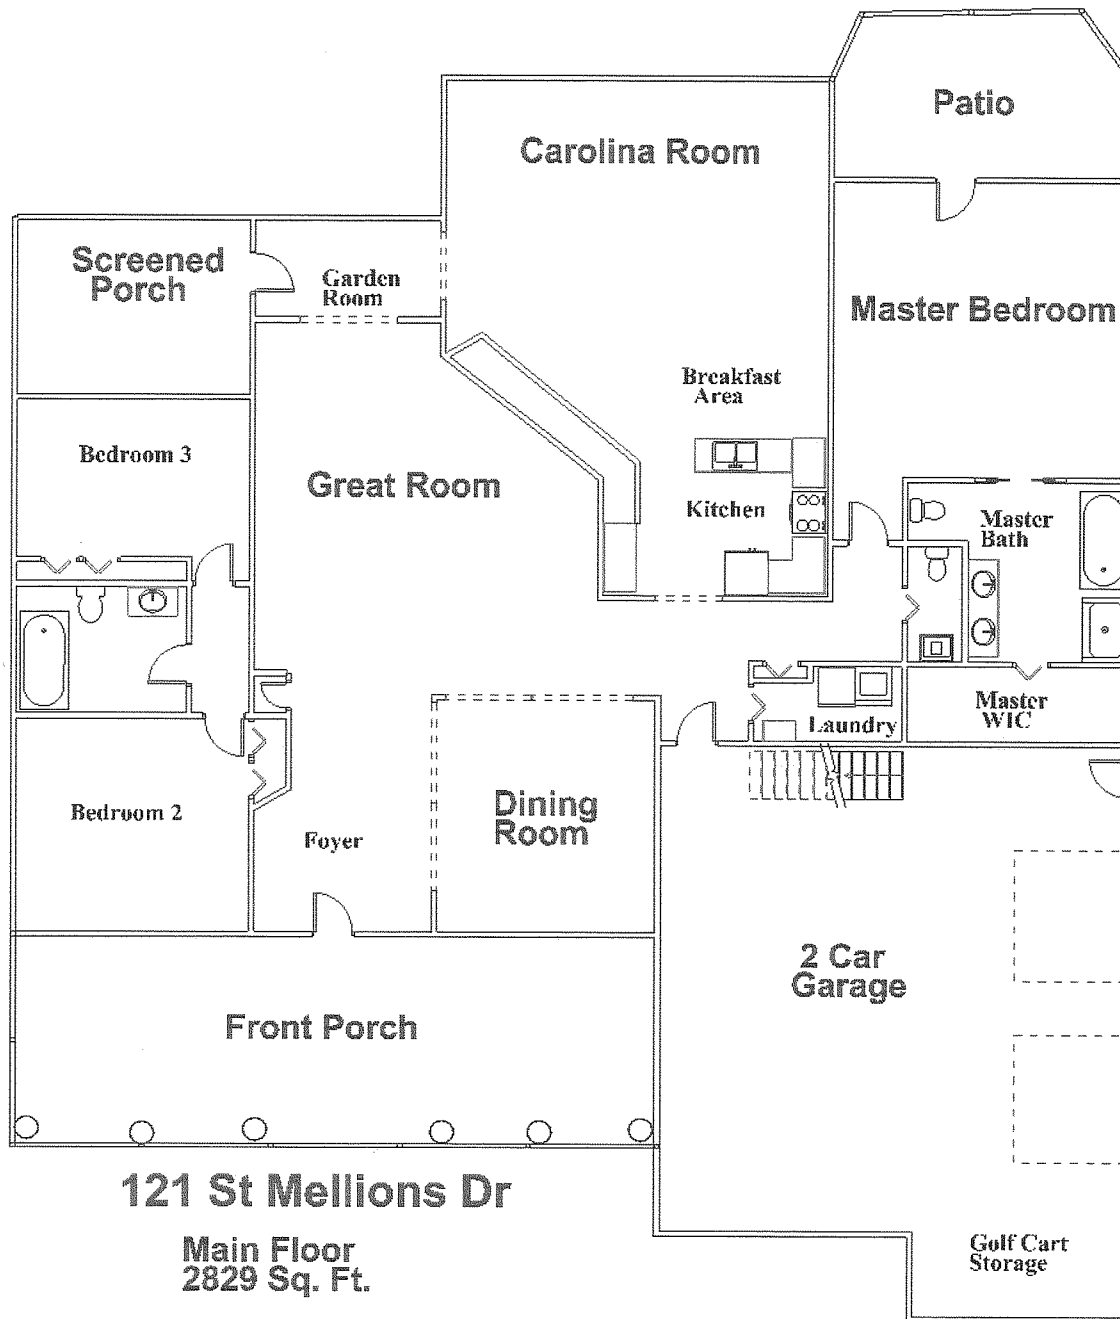 Patio
Carolina Room
Screened
Porch
Garden
Room
Master Bedroom
Breakfast
Area
Bedroom 3
Great Room
Kitchen
Master
Bath
Master
WIC
Laundry
Bedroom 2
Dining
Room
Foyer
2 Car
Garage
Front Porch
121 St Mellions Dr
Main Floor
2829 Sq. Ft.
Golf Cart
Storage